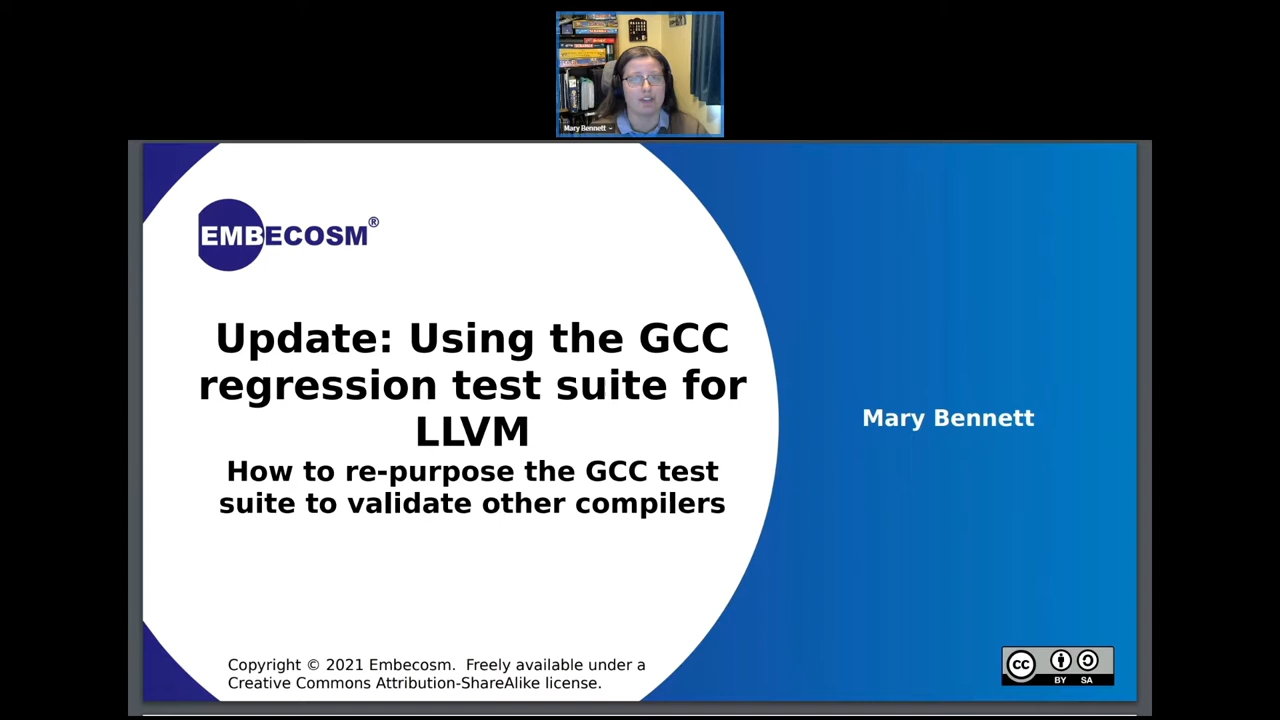 Mary Bennett
EMBECOSM®
Update: Using the GCC
regression test suite for
LLVM
How to re-purpose the GCC test
suite to validate other compilers
Mary Bennett
Copyright © 2021 Embecosm. Freely available under a
Creative Commons Attribution-ShareAlike license.
cc
BY SA